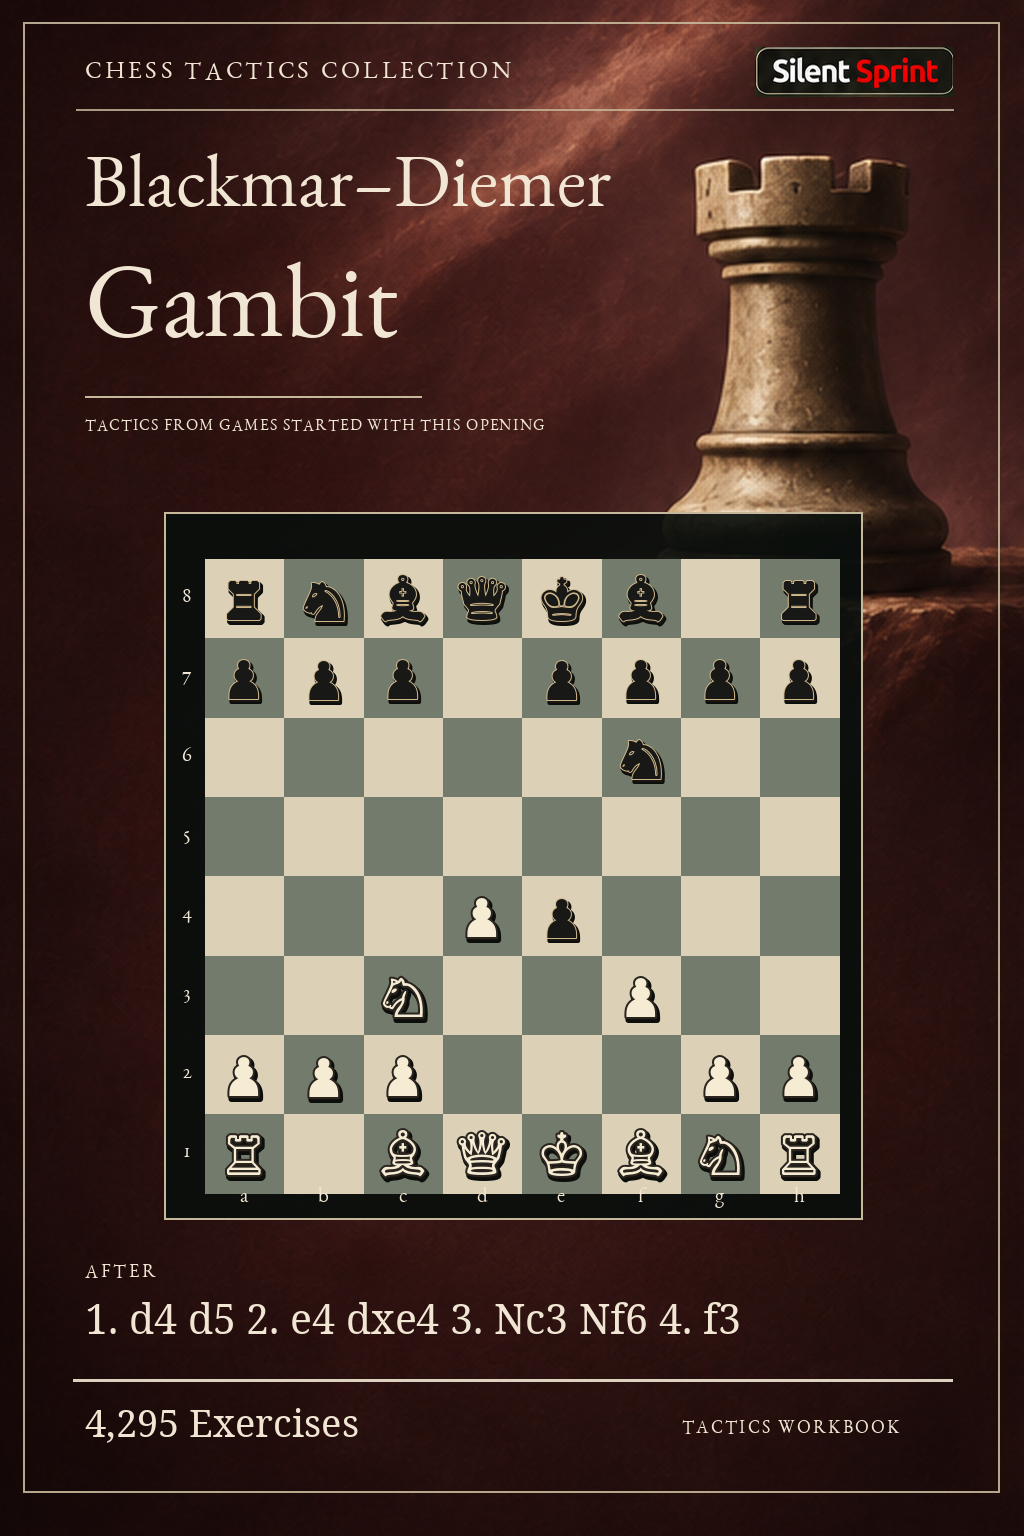 CHESS TACTICS COLLECTION
Silent Sprint
Blackmar–Diemer
Gambit
TACTICS FROM GAMES STARTED WITH THIS OPENING
8
7
6
5
4
3
2
1
a b c d e f g h
AFTER
1. d4 d5 2. e4 dxe4 3. Nc3 Nf6 4. f3
4,295 Exercises
TACTICS WORKBOOK